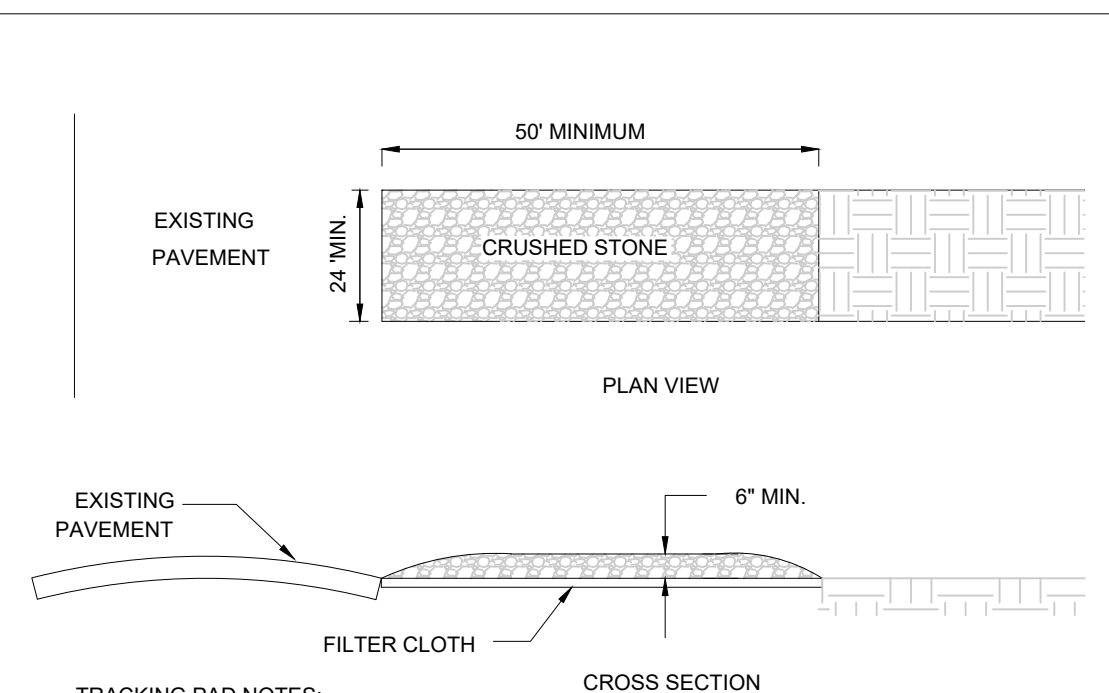 50' MINIMUM
EXISTING
PAVEMENT
24 'MIN.
CRUSHED STONE
PLAN VIEW
EXISTING
PAVEMENT
6" MIN.
FILTER CLOTH
CROSS SECTION
TRACKING PAD NOTES: